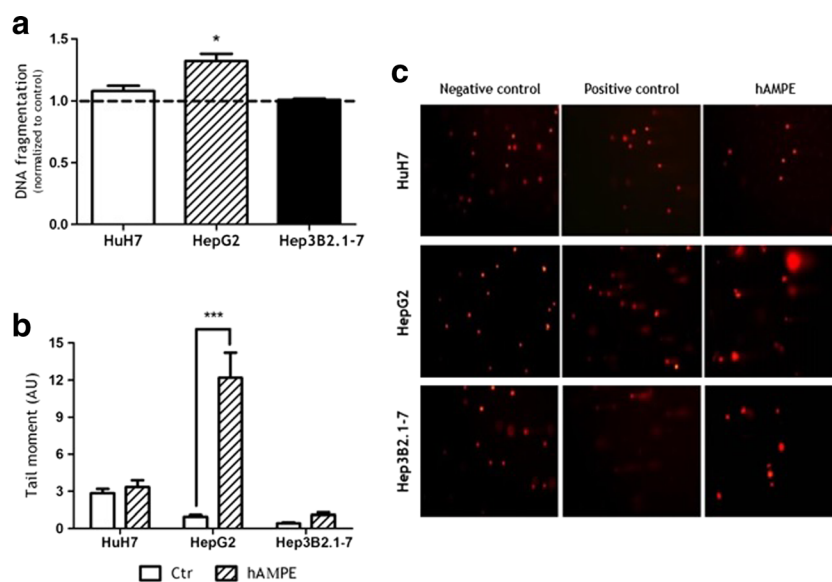 a
DNA fragmentation
(normalized to control)
1.5
1.0
0.5
0.0
*
HuH7
HepG2
Hep3B2.1-7
b
Tail moment (AU)
15
12
9
6
3
0
***
HuH7
HepG2
Hep3B2.1-7
Ctr
hAMPE
c
Negative control
Positive control
hAMPE
HuH7
HepG2
Hep3B2.1-7